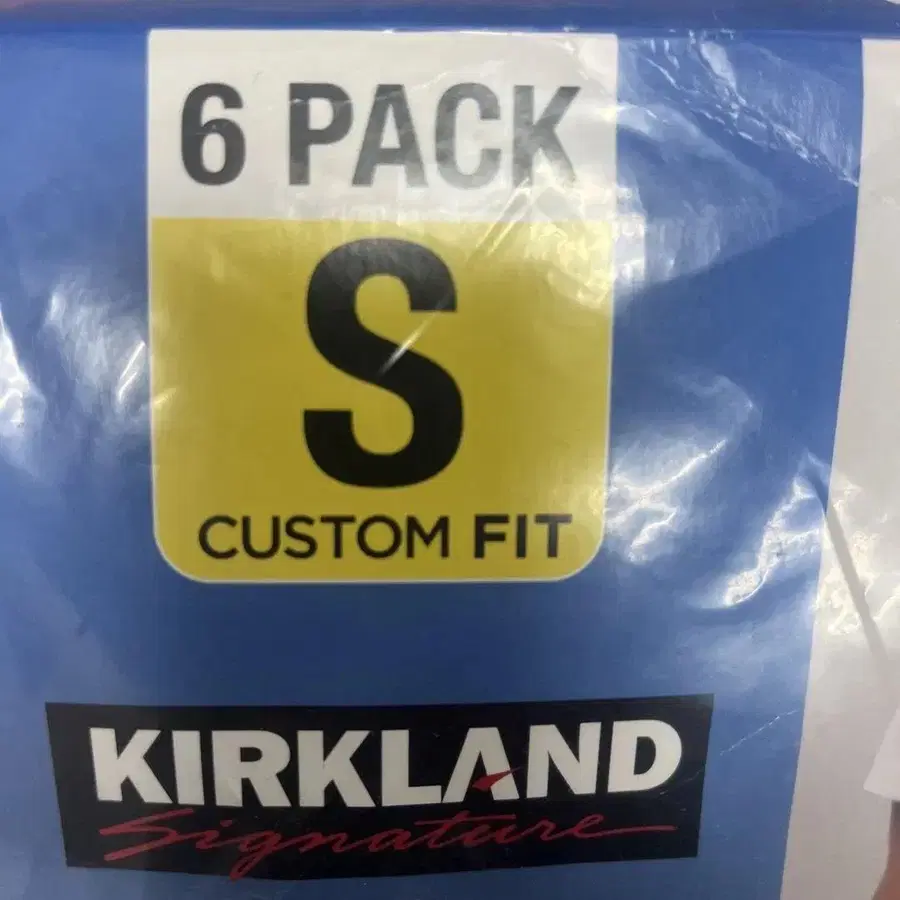 6 PACK
S
CUSTOM FIT
KIRKLAND
Signature